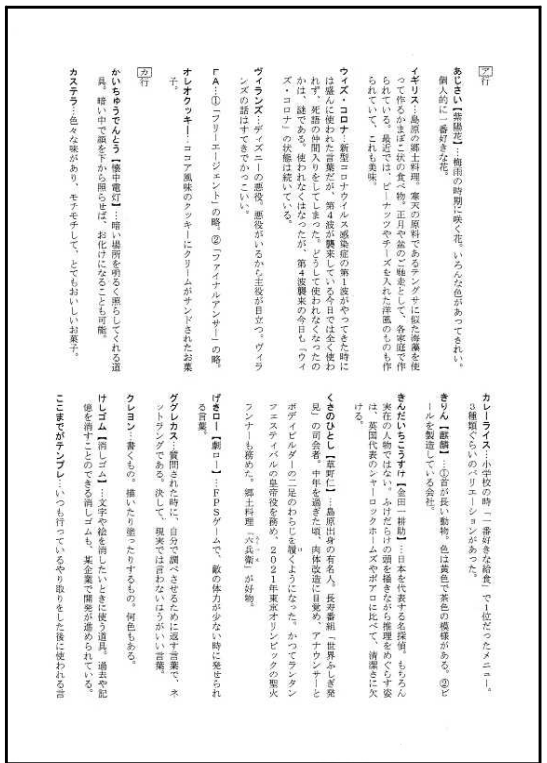 ア行
あじさい【紫陽花】…梅雨の時期に咲く花。いろんな色があってきれい。
個人的に一番好きな花。
イギリス…島原の郷土料理。寒天の原料であるテングサに似た海藻を使
って作るかまぼこ状の食べ物。正月や盆のご馳走として、各家庭で作
られている。最近では、ピーナッツやチーズを入れた洋風のものも作
られていて、これも美味。
ウィズ・コロナ…新型コロナウイルス感染症の第1波がやってきた時に
は盛んに使われた言葉だが、第4波が襲来している今日では全く使わ
れず、死語の仲間入りをしてしまった。どうして使われなくなったの
かは、謎である。使われなくはなったが、第4波襲来の今日も「ウィ
ズ・コロナ」の状態は続いている。
ヴィランズ…ディズニーの悪役。悪役がいるから主役が目立つ。ヴィラ
ンズの話はすてきでかっこいい。
FA…①「フリーエージェント」の略。②「ファイナルアンサー」の略。
オレオクッキー…ココア風味のクッキーにクリームがサンドされたお菓
子。
カ行
かいちゅうでんとう【懐中電灯】…暗い場所を明るく照らしてくれる道
具。暗い中で顔を下から照らせば、お化けになることも可能。
カステラ…色々な味があり、モチモチして、とてもおいしいお菓子。
カレーライス…小学校の時「一番好きな給食」で1位だったメニュー。
3種類ぐらいのバリエーションがあった。
きりん【麒麟】…①首が長い動物。色は黄色で茶色の模様がある。②ビ
ールを製造している会社。
きんだいちこうすけ【金田一耕助】…日本を代表する名探偵。もちろん
実在の人物ではない。ふけだらけの頭を掻きながら推理をめぐらす姿
は、英国代表のシャーロックホームズやポアロに比べて、清潔さに欠
ける。
くさのひとし【草野仁】…島原出身の有名人。長寿番組「世界ふしぎ発
見」の司会者。中年を過ぎた頃、肉体改造に目覚め、アナウンサーと
ボディビルダーの二足のわらじを履くようになった。かつてランタン
フェスティバルの皇帝役を務め、2021年東京オリンピックの聖火
ランナーも務めた。郷土料理「六兵衛」が好物。
げきロー【劇ロー】…FPSゲームで、敵の体力が少ない時に発せられ
る言葉。
ググレカス…質問された時に、自分で調べさせるために返す言葉で、ネ
ットラングである。決して、現実では言わないほうがいい言葉。
クレヨン…書くもの。描いたり塗ったりするもの。何色もある。
けしゴム【消しゴム】…文字や絵を消したいときに使う道具。過去や記
憶を消すことのできる消しゴムも、某企業で開発が進められている。
ここまでがテンプレ…いつも行っているやり取りをした後に使われる言